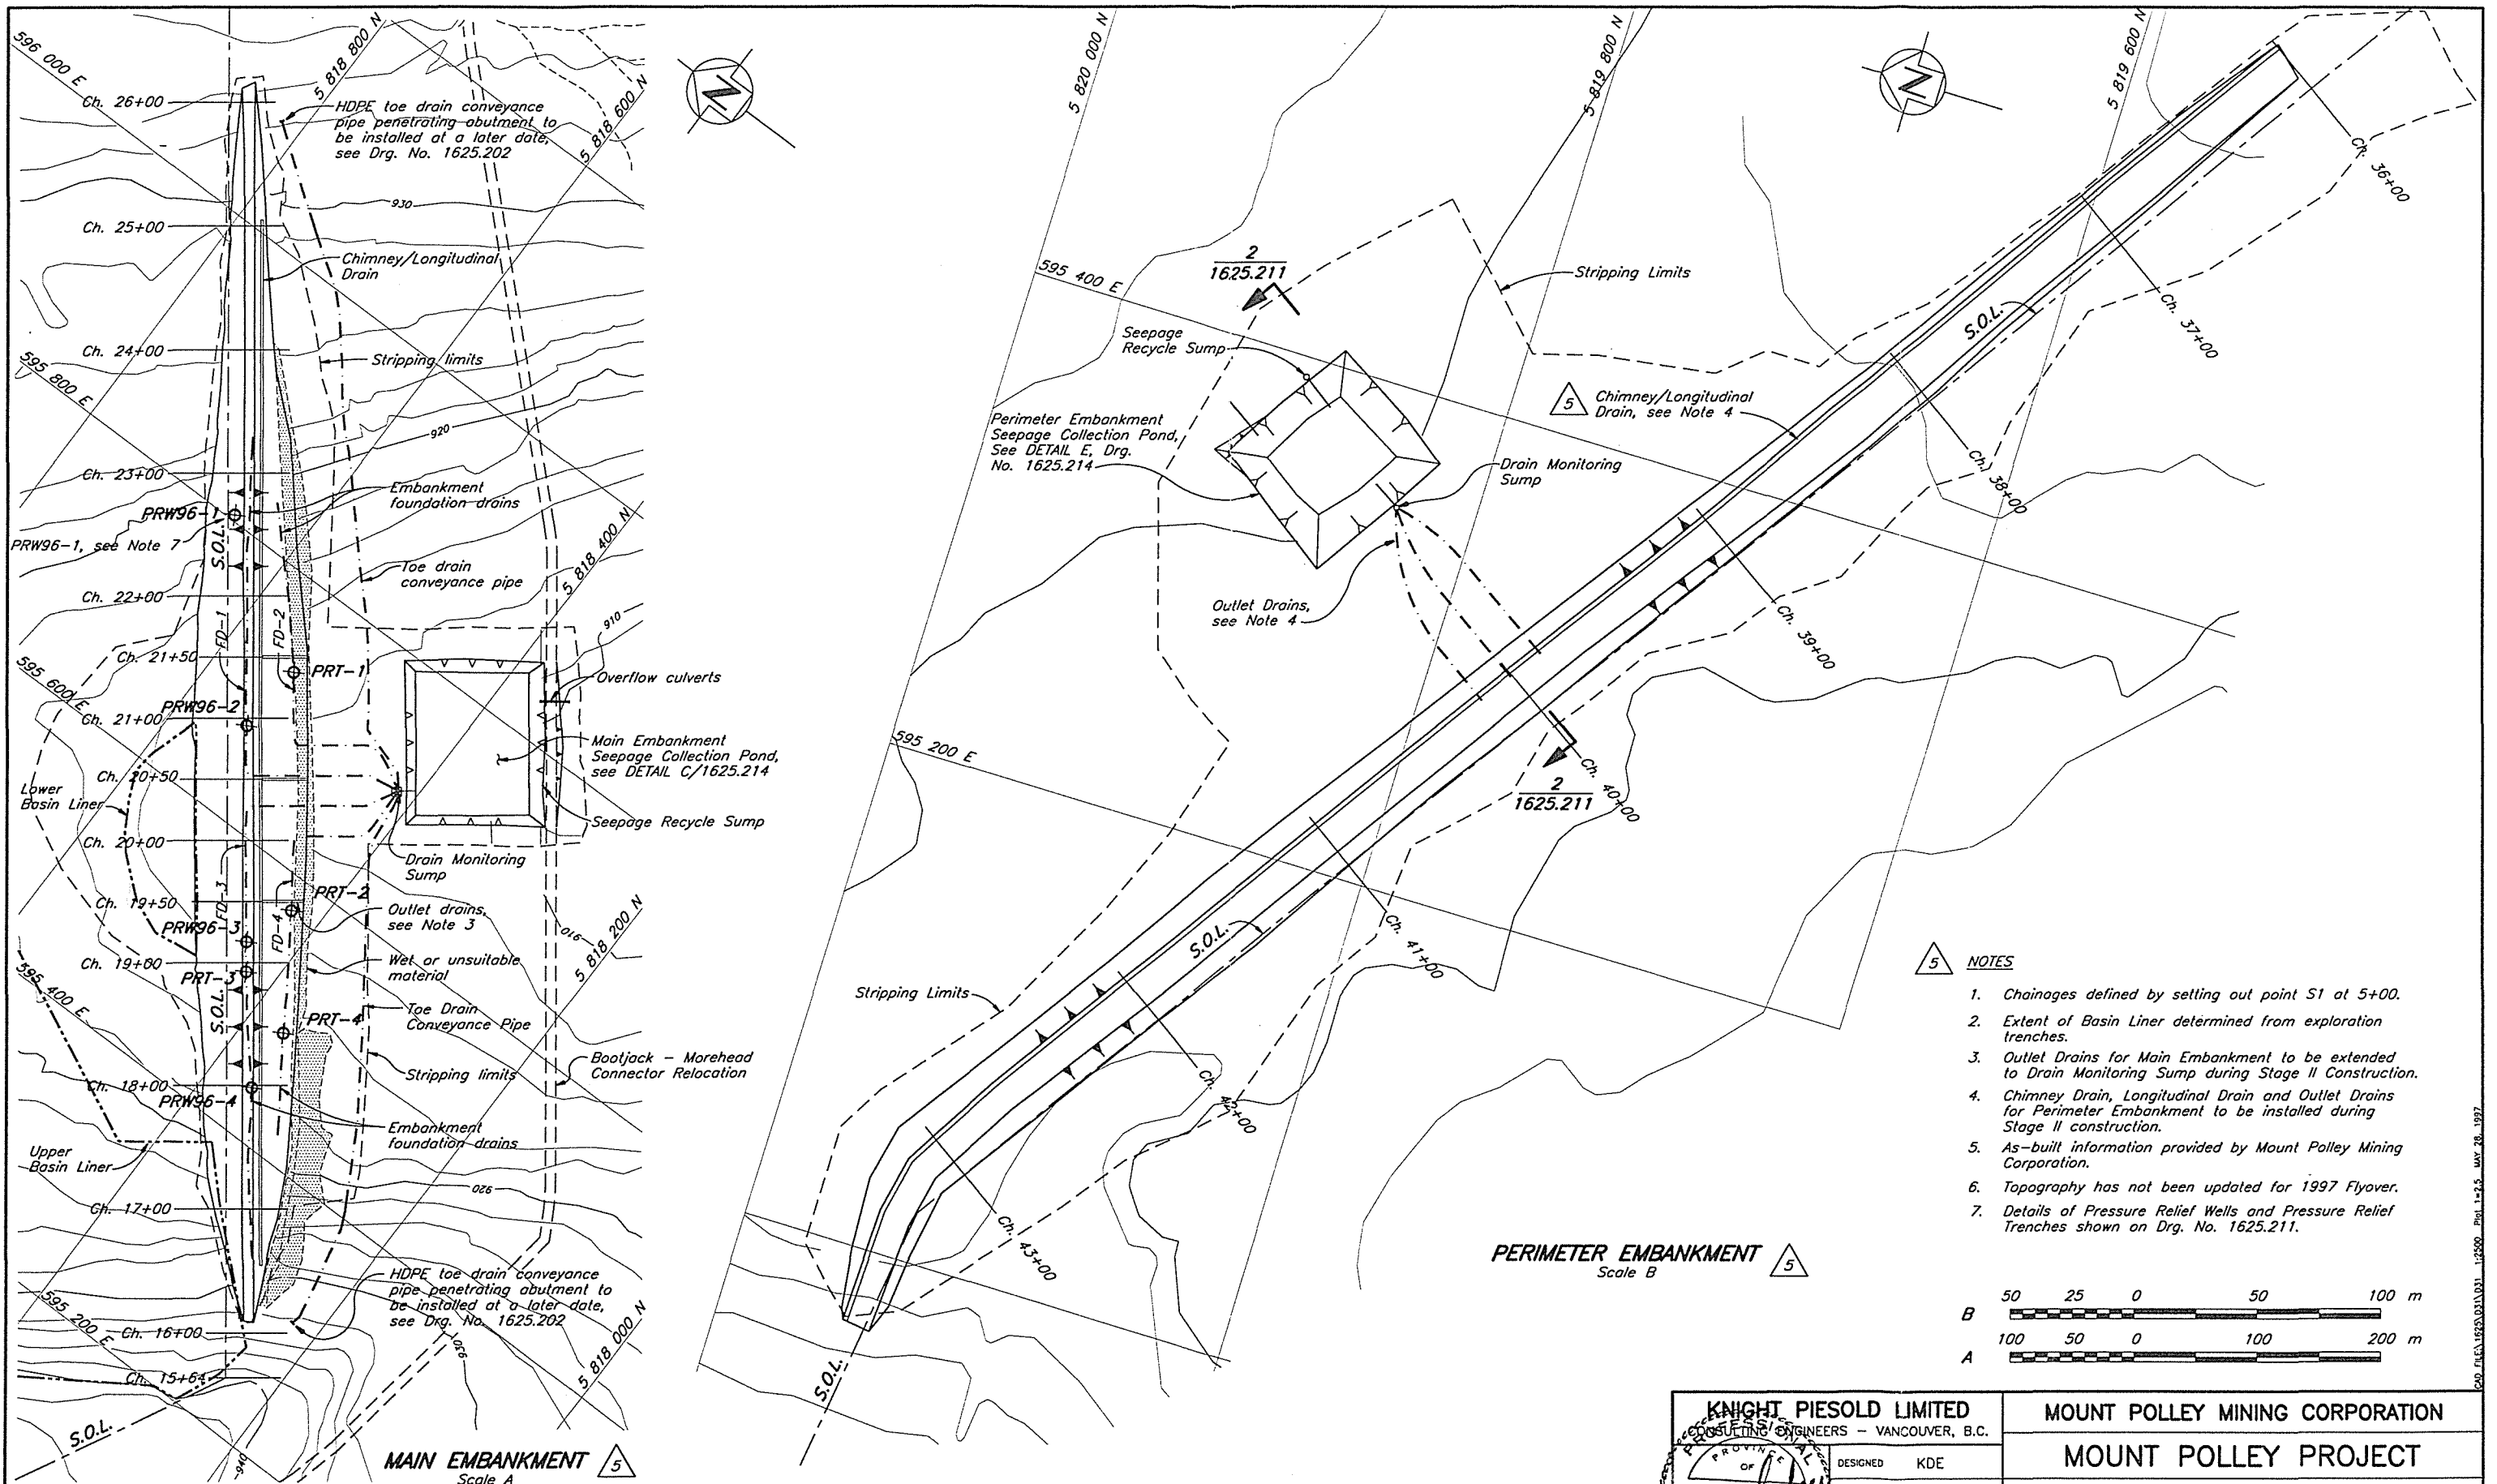 596 000 E
5 818 800 N
5 818 600 N
Ch. 26+00
HDPE toe drain conveyance
pipe penetrating abutment to
be installed at a later date,
see Drg. No. 1625.202
930
Ch. 25+00
Chimney/Longitudinal
Drain
Ch. 24+00
Stripping limits
595 800 E
920
Ch. 23+00
Embankment
foundation drains
PRW96-1
PRW96-1, see Note 7
S.O.L.
5 818 400 N
Toe drain
conveyance pipe
Ch. 22+00
FD-1
FD-2
910
Ch. 21+50
PRT-1
595 600 E
Overflow culverts
PRW96-2
Ch. 21+00
Main Embankment
Seepage Collection Pond,
see DETAIL C/1625.214
Ch. 20+50
Lower
Basin Liner
Seepage Recycle Sump
Ch. 20+00
Drain Monitoring
Sump
FD-3
PRT-2
Ch. 19+50
Outlet drains,
see Note 3
PRW96-3
FD-4
910
5 818 200 N
Ch. 19+00
Wet or unsuitable
material
PRT-3
595 400 E
S.O.L.
PRT-4
Toe Drain
Conveyance Pipe
Bootjack - Morehead
Connector Relocation
Stripping limits
Ch. 18+00
PRW96-4
Embankment
foundation drains
Upper
Basin Liner
920
Ch. 17+00
HDPE toe drain conveyance
pipe penetrating abutment to
be installed at a later date,
see Drg. No. 1625.202
595 200 E
Ch. 16+00
930
5 818 000 N
Ch. 15+64
S.O.L.
940
MAIN EMBANKMENT 5
Scale A
N
N
5 820 000 N
5 819 800 N
5 819 600 N
Ch. 36+00
2
1625.211
595 400 E
Stripping Limits
Seepage
Recycle Sump
S.O.L.
Ch. 37+00
5
Chimney/Longitudinal
Drain, see Note 4
Perimeter Embankment
Seepage Collection Pond,
See DETAIL E, Drg.
No. 1625.214
Drain Monitoring
Sump
Ch. 38+00
Outlet Drains,
see Note 4
Ch. 39+00
595 200 E
2
1625.211
Ch. 40+00
S.O.L.
Ch. 41+00
Stripping Limits
Ch. 42+00
Ch. 43+00
S.O.L.
PERIMETER EMBANKMENT 5
Scale B
5 NOTES
1. Chainages defined by setting out point S1 at 5+00.
2. Extent of Basin Liner determined from exploration
trenches.
3. Outlet Drains for Main Embankment to be extended
to Drain Monitoring Sump during Stage II Construction.
4. Chimney Drain, Longitudinal Drain and Outlet Drains
for Perimeter Embankment to be installed during
Stage II construction.
5. As-built information provided by Mount Polley Mining
Corporation.
6. Topography has not been updated for 1997 Flyover.
7. Details of Pressure Relief Wells and Pressure Relief
Trenches shown on Drg. No. 1625.211.
50 25 0 50 100 m
B
100 50 0 100 200 m
A
CAD FILE\1625\031\031 1:2500 Plot 1=2.5 MAY 28, 1997
KNIGHT PIESOLD LIMITED
CONSULTING ENGINEERS - VANCOUVER, B.C.
PROFESSIONAL
PROVINCE
OF
DESIGNED KDE
MOUNT POLLEY MINING CORPORATION
MOUNT POLLEY PROJECT